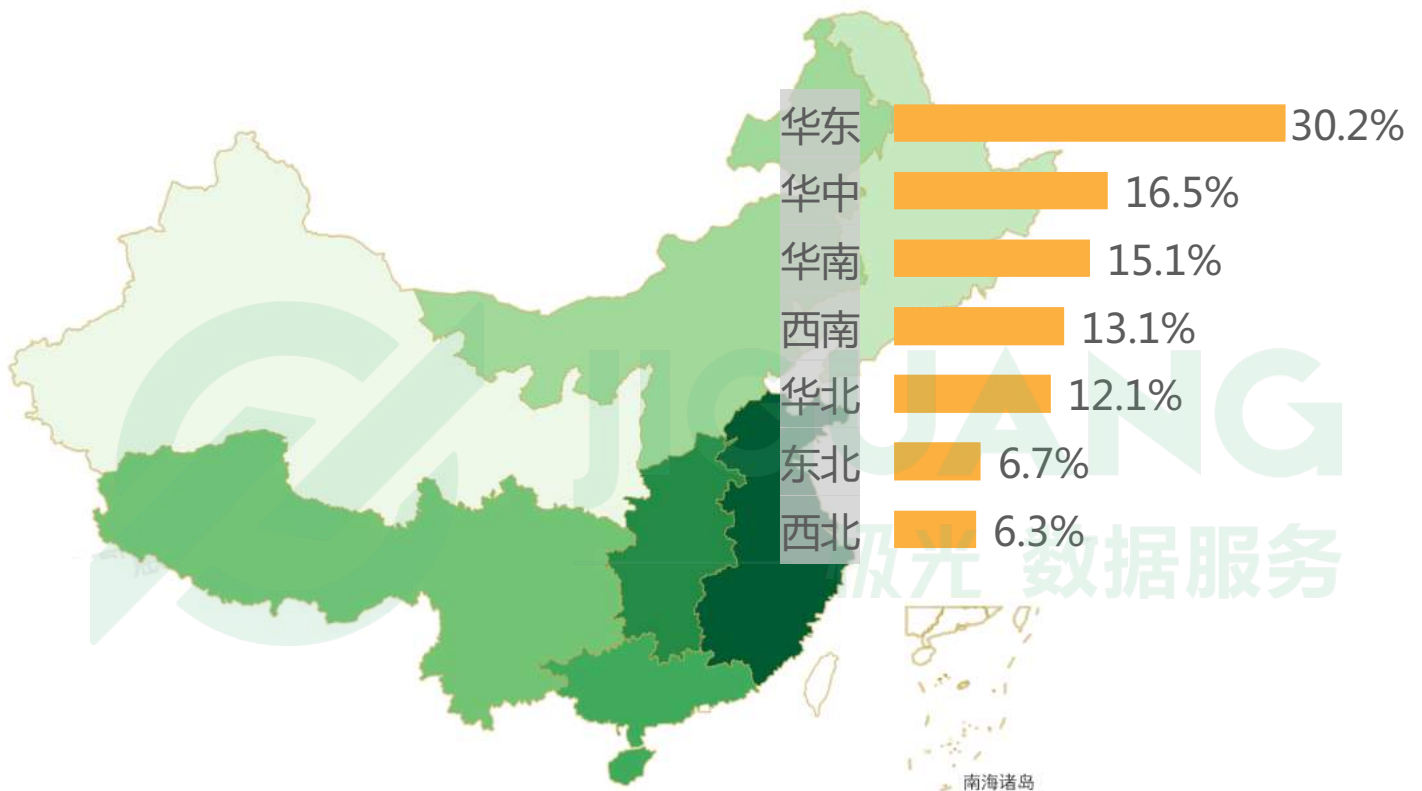 华东 30.2%
华中 16.5%
华南 15.1%
西南 13.1%
华北 12.1%
东北 6.7%
西北 6.3%
JIGUANG
极光 数据服务
南海诸岛